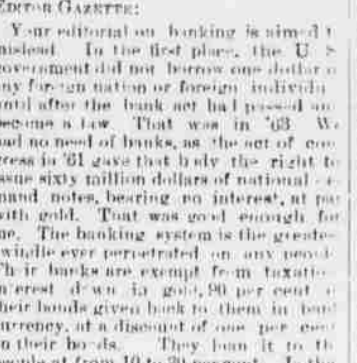 EDITOR GAZETTE:
Your editorial on banking is aimed t
mislead. In the first place, the U S
government did not borrow one dollar o
any foreign nation or foreign individu
until after the bank act had passed an
become a law. That was in '63 We
had no need of banks, as the act of con
gress in '61 gave that body the right to
issue sixty million dollars of national
mand notes, bearing no interest, at par
with gold. That was good enough for
me. The banking system is the greate
swindle ever perpetrated on any peopl
Their banks are exempt from taxatio
interest down in gold, 90 per cent
their bonds given back to them in
currency, at a discount of one per cent
on their bonds. They loan it to th
people at from 10 to 20 per cent.